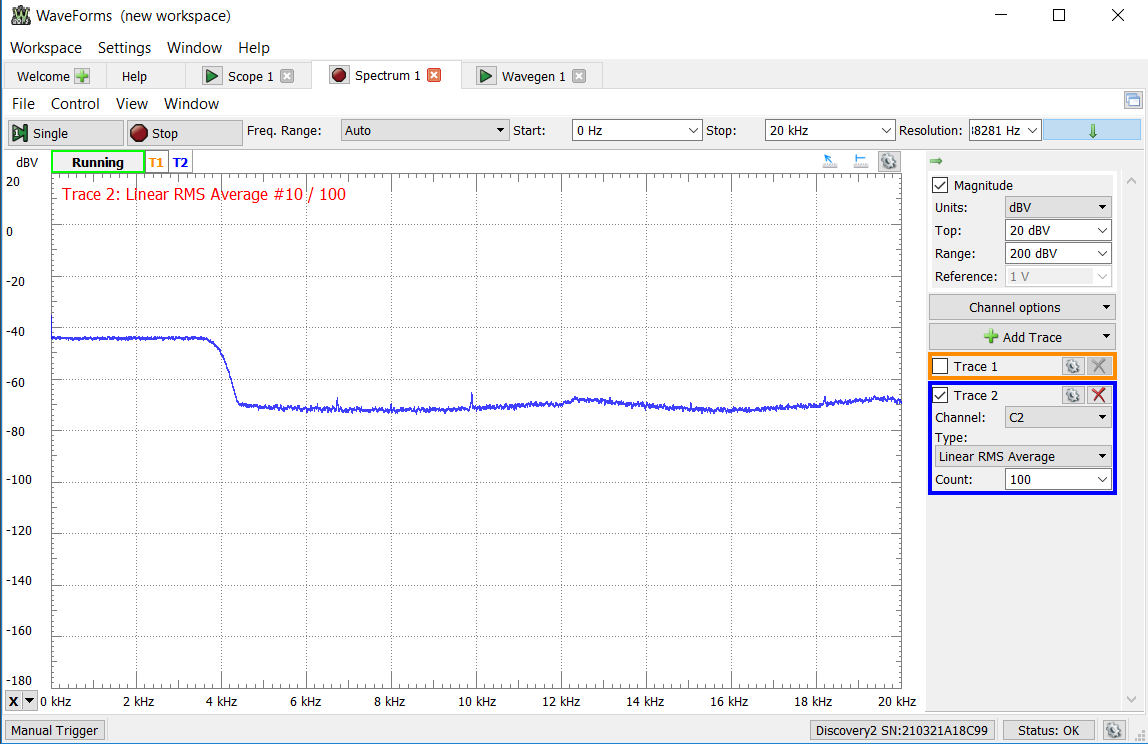 WaveForms (new workspace)
Workspace Settings Window Help
Welcome Help Scope 1 Spectrum 1 Wavegen 1
File Control View Window
Single Stop Freq. Range: Auto Start: 0 Hz Stop: 20 kHz Resolution: 8281 Hz
dBV Running T1 T2
Trace 2: Linear RMS Average #10 / 100
20
0
-20
-40
-60
-80
-100
-120
-140
-160
-180
X 0 kHz 2 kHz 4 kHz 6 kHz 8 kHz 10 kHz 12 kHz 14 kHz 16 kHz 18 kHz 20 kHz
Magnitude
Units: dBV
Top: 20 dBV
Range: 200 dBV
Reference: 1 V
Channel options
Add Trace
Trace 1
Trace 2
Channel: C2
Type:
Linear RMS Average
Count: 100
Manual Trigger Discovery2 SN:210321A18C99 Status: OK